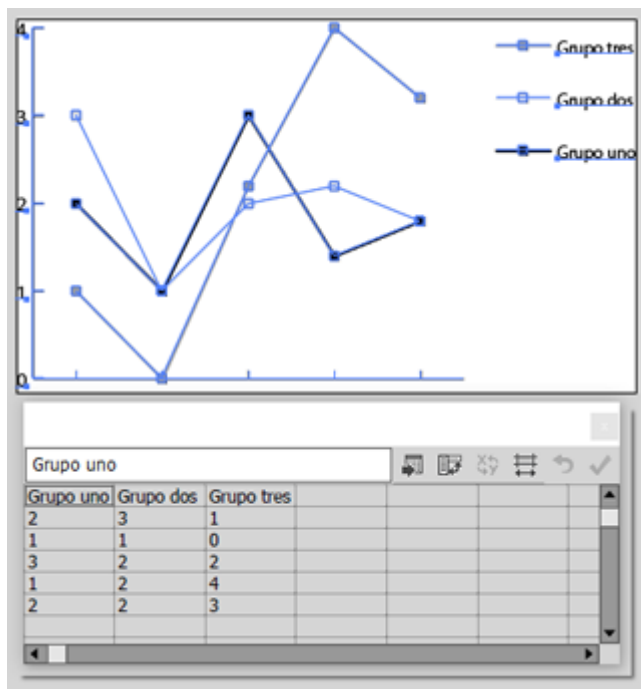 4
3
2
1
0
Grupo tres
Grupo dos
Grupo uno
Grupo uno
Grupo uno Grupo dos Grupo tres
2 3 1
1 1 0
3 2 2
1 2 4
2 2 3